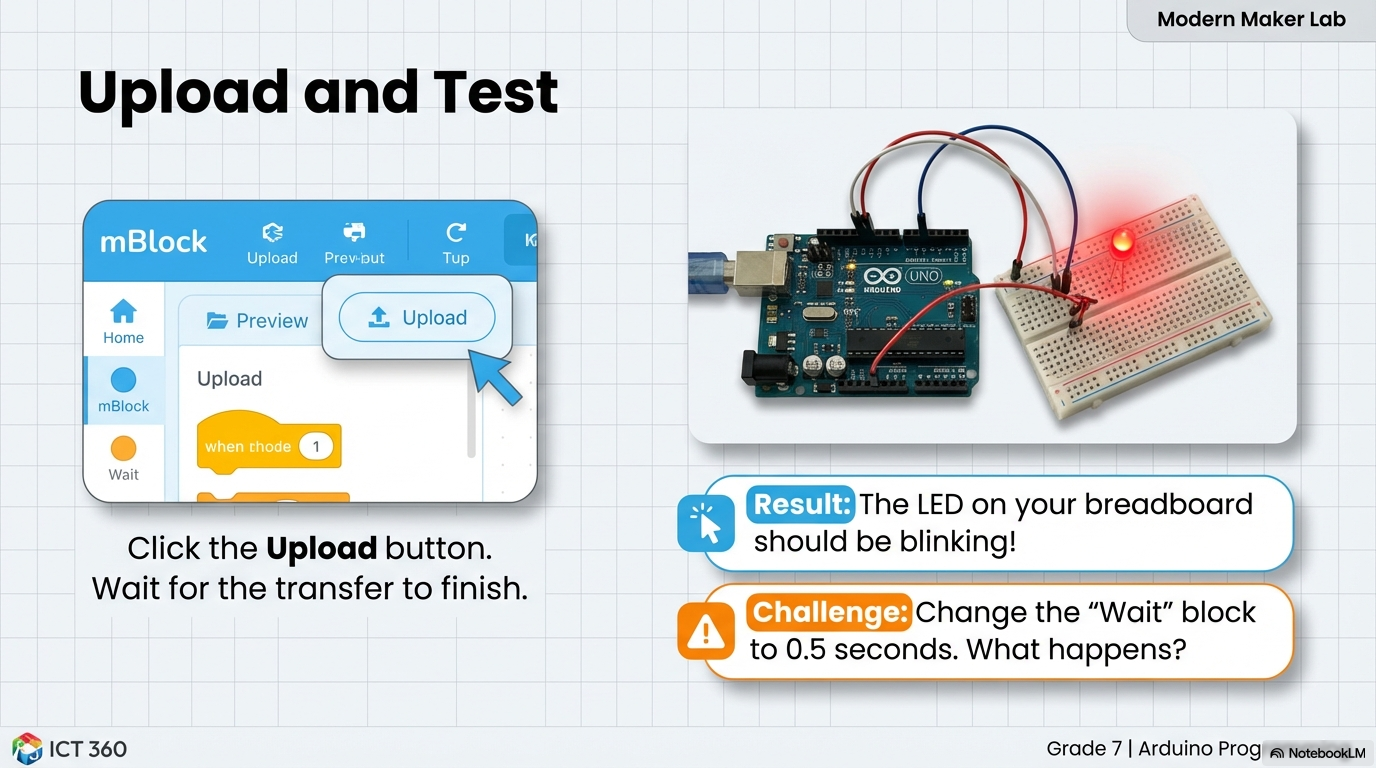 Modern Maker Lab
Upload and Test
mBlock
Upload
Prev·out
Tup
Home
Preview
Upload
mBlock
Upload
when thode 1
Wait
UNO
Click the Upload button.
Wait for the transfer to finish.
Result: The LED on your breadboard
should be blinking!
Challenge: Change the “Wait” block
to 0.5 seconds. What happens?
ICT 360
Grade 7 | Arduino Prog
NotebookLM